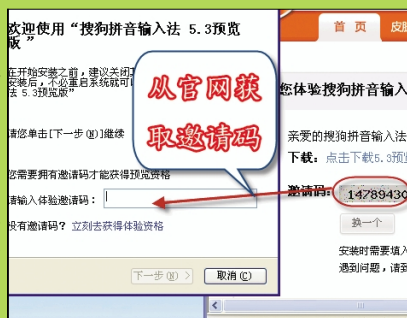 欢迎使用“搜狗拼音输入法 5.3预览
版”
在开始安装之前，建议关闭
安装后，不必重启系统就可
法 5.3预览版”
请您单击[下一步(N)]继续
您需要拥有邀请码才能获得预览资格
请输入体验邀请码：
没有邀请码？ 立刻去获得体验资格
下一步(N) >
取消(C)
从官网获
取邀请码
首 页
皮肤
您体验搜狗拼音输入
亲爱的搜狗拼音输入法
下载：点击下载5.3预览
邀请码：
1478943
换一个
安装时需要填入
遇到问题，请到